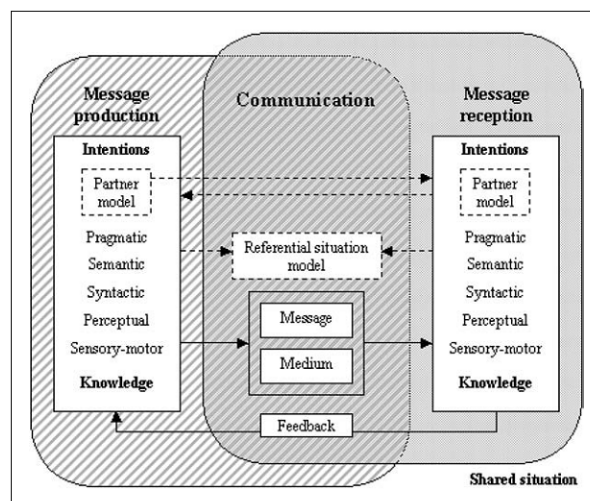 Message
production
Communication
Message
reception
Intentions
Partner
model
Pragmatic
Semantic
Syntactic
Perceptual
Sensory-motor
Knowledge
Referential situation
model
Message
Medium
Feedback
Intentions
Partner
model
Pragmatic
Semantic
Syntactic
Perceptual
Sensory-motor
Knowledge
Shared situation